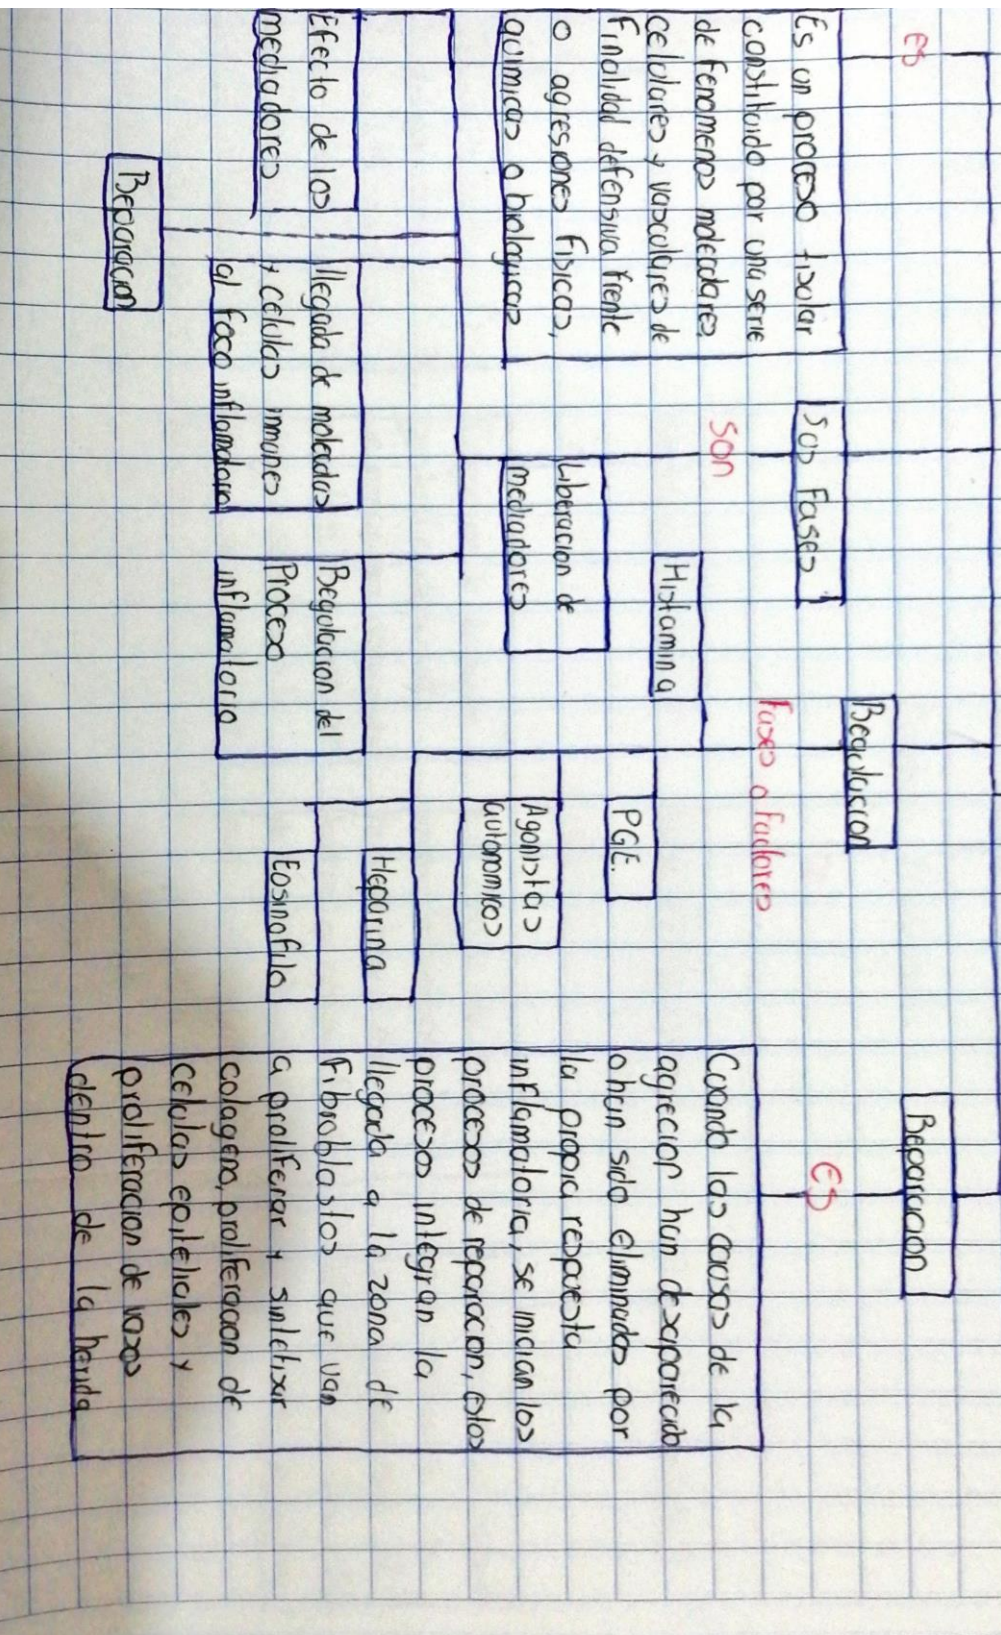 es
Es un proceso tisular
constituido por una serie
de fenomenos moleculares
celulares y vasculares de
Finalidad defensiva frente
o agresiones Fisicas,
quimicas o biologicas
Sus Fases
son
Liberacion de
mediadores
Efecto de los
mediadores
llegada de moleculas
y celulas inmunes
al foco inflamatorio
Regulacion del
Proceso
inflamatorio
Reparacion
Regulacion
Fases o factores
Histamina
PGE.
Agonistas
autonomicos
Heparina
Eosinofilo
Reparacion
Es
Cuando las causas de la
agrecion han desaparecido
o han sido eliminadas por
la propia respuesta
inflamatoria, se inician los
procesos de reparacion, estos
procesos integran la
llegada a la zona de
Fibroblastos que van
a proliferar y sintetizar
colageno, proliferacion de
celulas epiteliales y
proliferacion de vasos
dentro de la herida